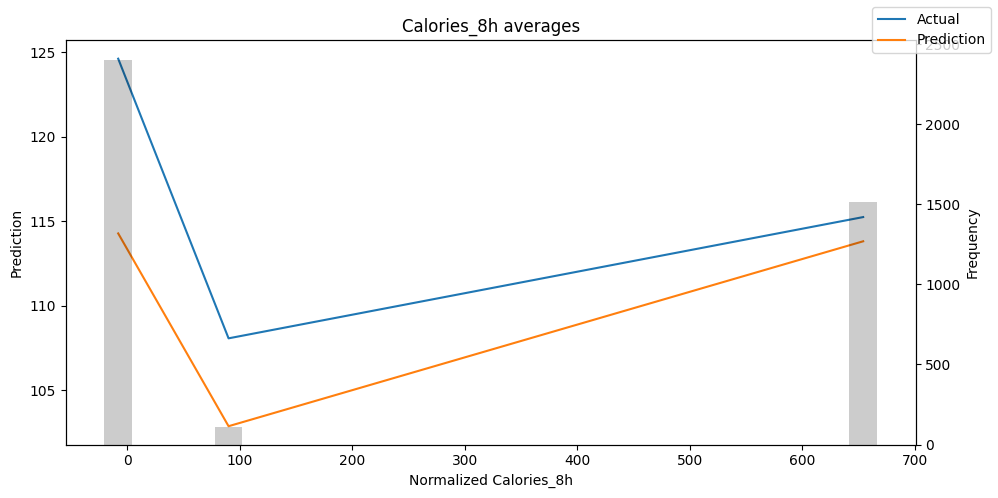 Calories_8h averages
Actual
Prediction
125
120
115
110
105
Prediction
2500
2000
1500
1000
500
0
Frequency
0 100 200 300 400 500 600 700
Normalized Calories_8h